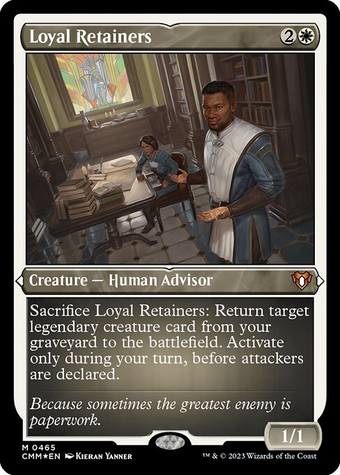 Loyal Retainers 2
Creature — Human Advisor
Sacrifice Loyal Retainers: Return target
legendary creature card from your
graveyard to the battlefield. Activate
only during your turn, before attackers
are declared.
Because sometimes the greatest enemy is
paperwork.
1/1
M 0465
CMM★EN KIERAN YANNER
™ & © 2023 Wizards of the Coast